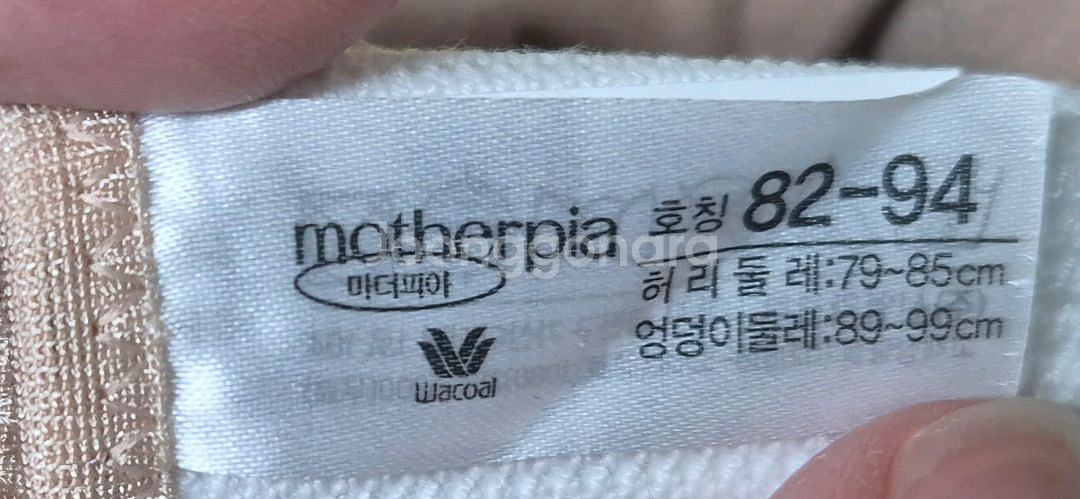 motherpia
마더피아
Wacoal
호칭 82-94
허리둘레:79~85cm
엉덩이둘레:89~99cm